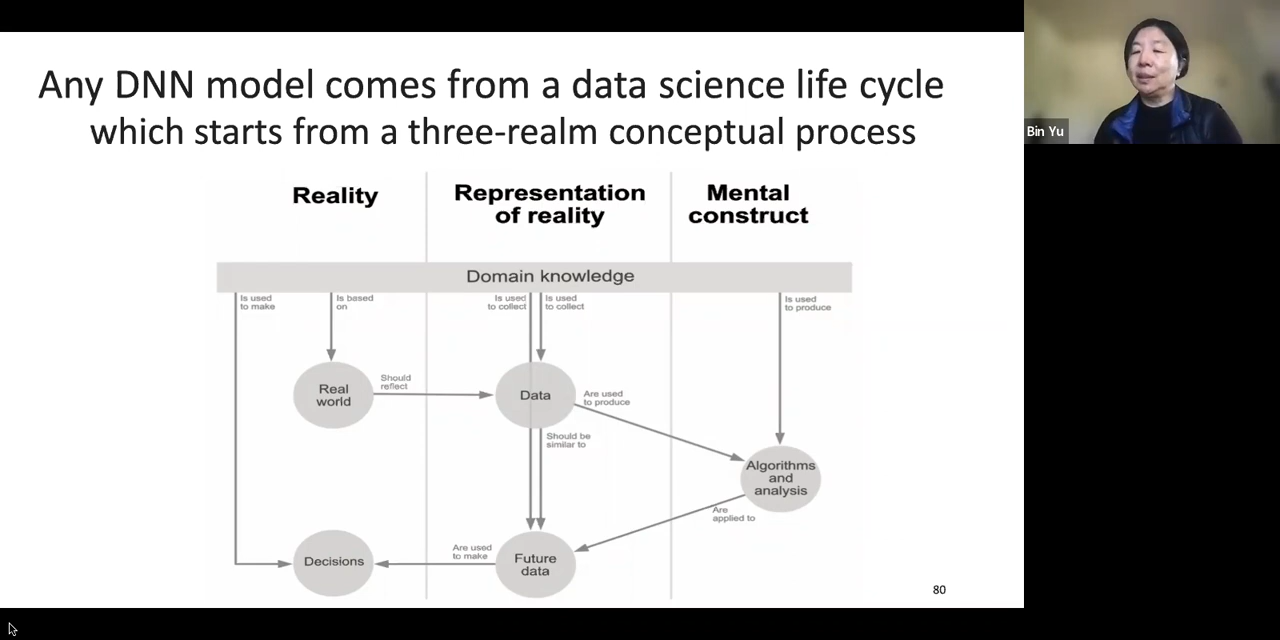 Any DNN model comes from a data science life cycle
which starts from a three-realm conceptual process
Bin Yu
Reality
Representation
of reality
Mental
construct
Domain knowledge
Is used
to make
Is based
on
Is used
to collect
Is used
to collect
Is used
to produce
Real
world
Should
reflect
Data
Are used
to produce
Should be
similar to
Algorithms
and
analysis
Are
applied to
Decisions
Are used
to make
Future
data
80